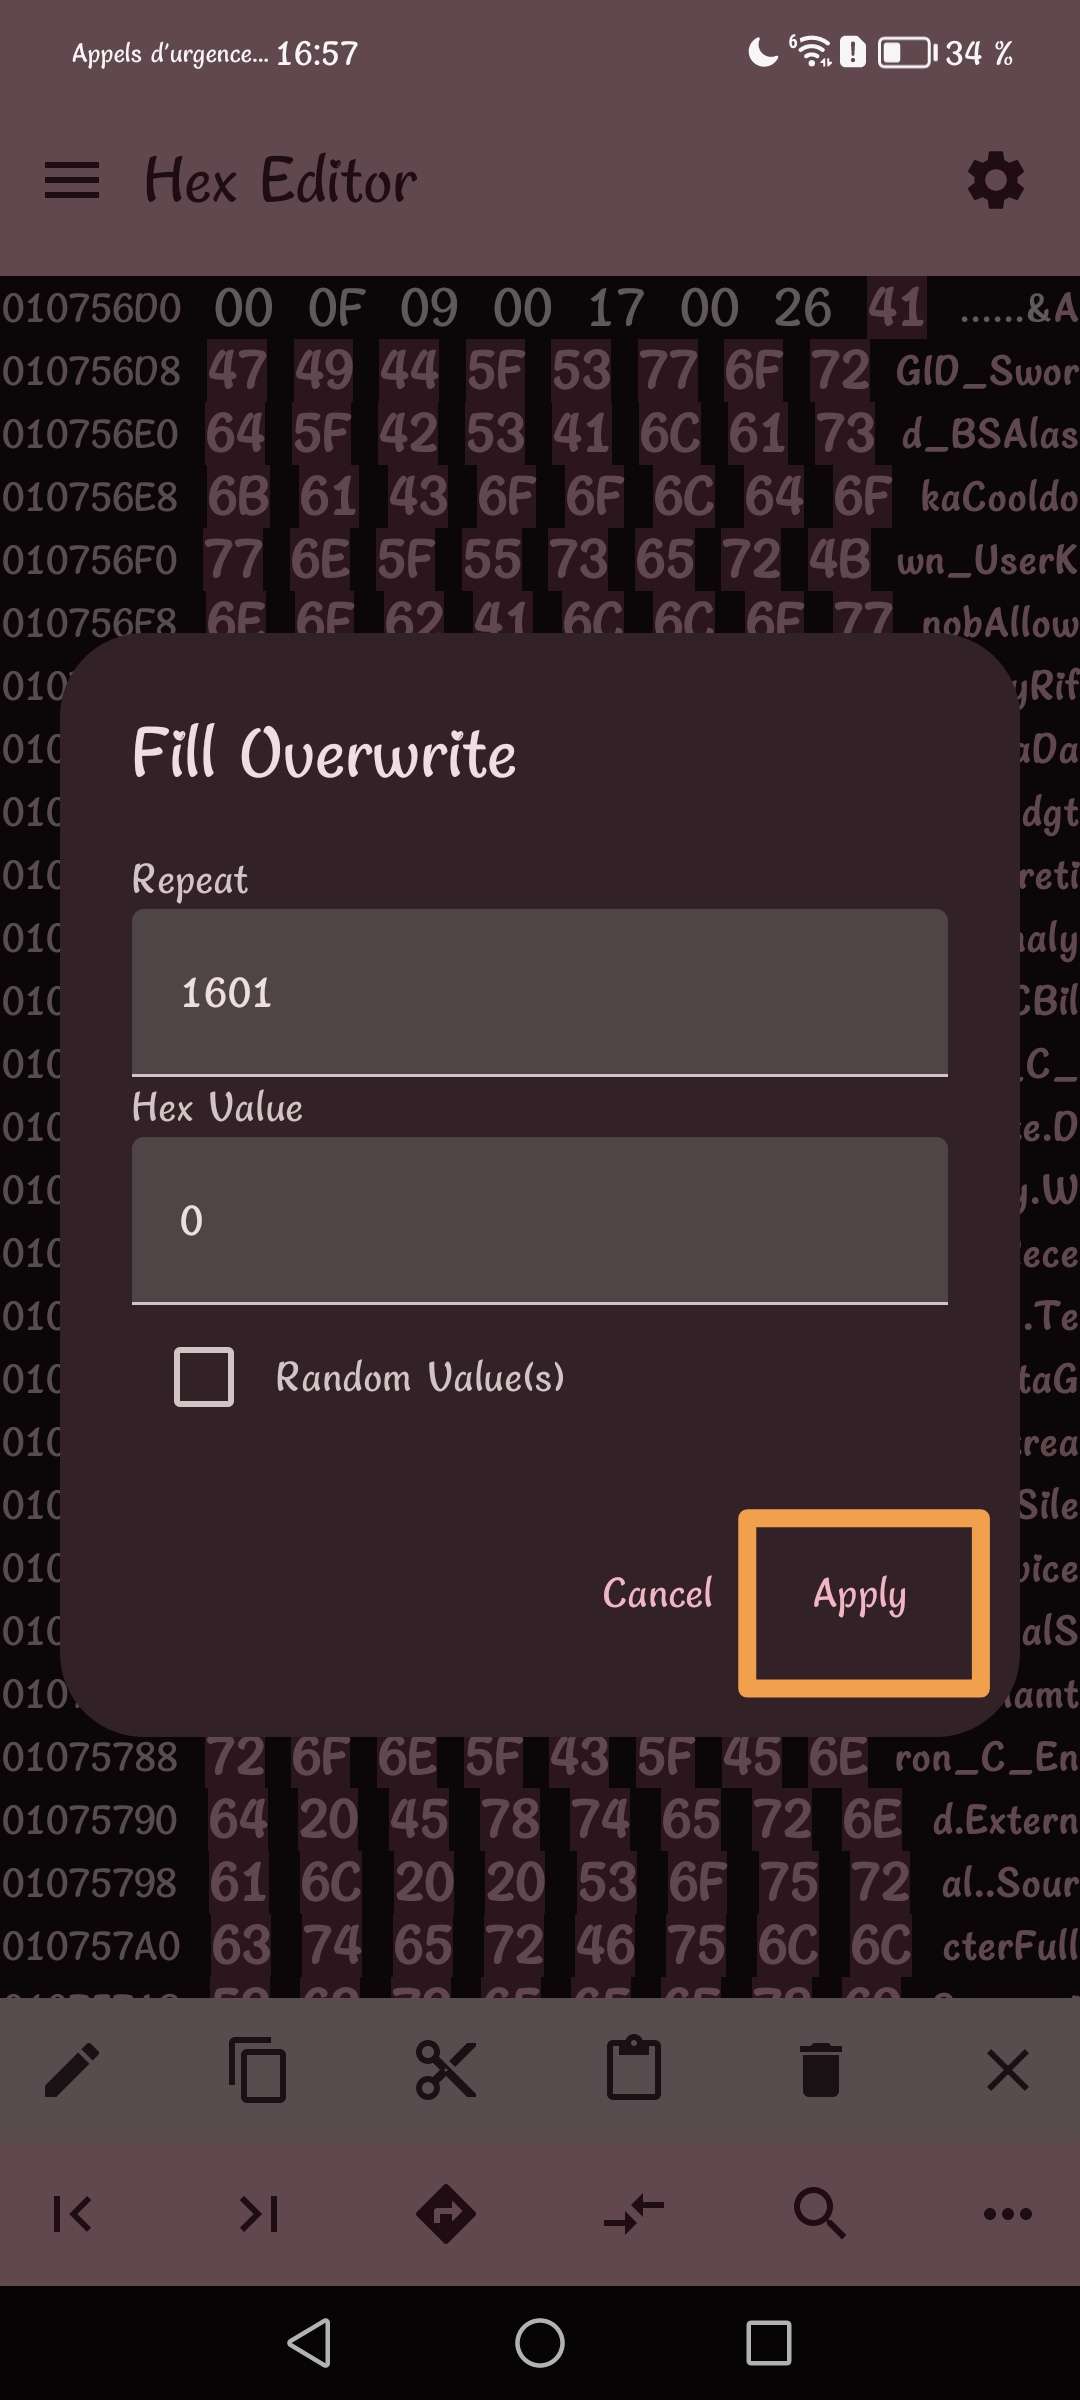 Appels d'urgence... 16:57 6 34 %
Hex Editor
010756D0 00 0F 09 00 17 00 26 41 ......&A
010756D8 47 49 44 5F 53 77 6F 72 GID_Swor
010756E0 64 5F 42 53 41 6C 61 73 d_BSAlas
010756E8 6B 61 43 6F 6F 6C 64 6F kaCooldo
010756F0 77 6E 5F 55 73 65 72 4B wn_UserK
010756F8 6E 6F 62 41 6C 6C 6F 77 nobAllow
010 yRif
010 aDa
Fill Overwrite
010 dgt
Repeat
010 reti
010 aly
1601
010 CBil
010 C_
Hex Value
010 e.D
010 .W
0
010 ece
010 .Te
Random Value(s)
010 taG
010 rea
010 Sile
010 vice
Cancel Apply
010 alS
010 amt
01075788 72 6F 6E 5F 43 5F 45 6E ron_C_En
01075790 64 20 45 78 74 65 72 6E d.Extern
01075798 61 6C 20 20 53 6F 75 72 al..Sour
010757A0 63 74 65 72 46 75 6C 6C cterFull